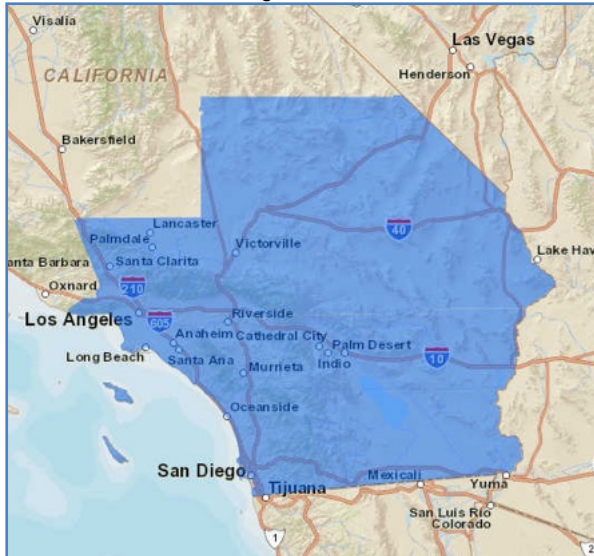 Visalia
Las Vegas
CALIFORNIA
Henderson
Bakersfield
Lancaster
40
Palmdale
Victorville
Lake Hav
anta Barbara
Santa Clarita
Oxnard
210
Los Angeles
605
Riverside
Anaheim
Cathedral City
Palm Desert
10
Long Beach
Santa Ana
Indio
Murrieta
Oceanside
San Diego
Mexicali
Yuma
Tijuana
San Luis Río
Colorado
1
2